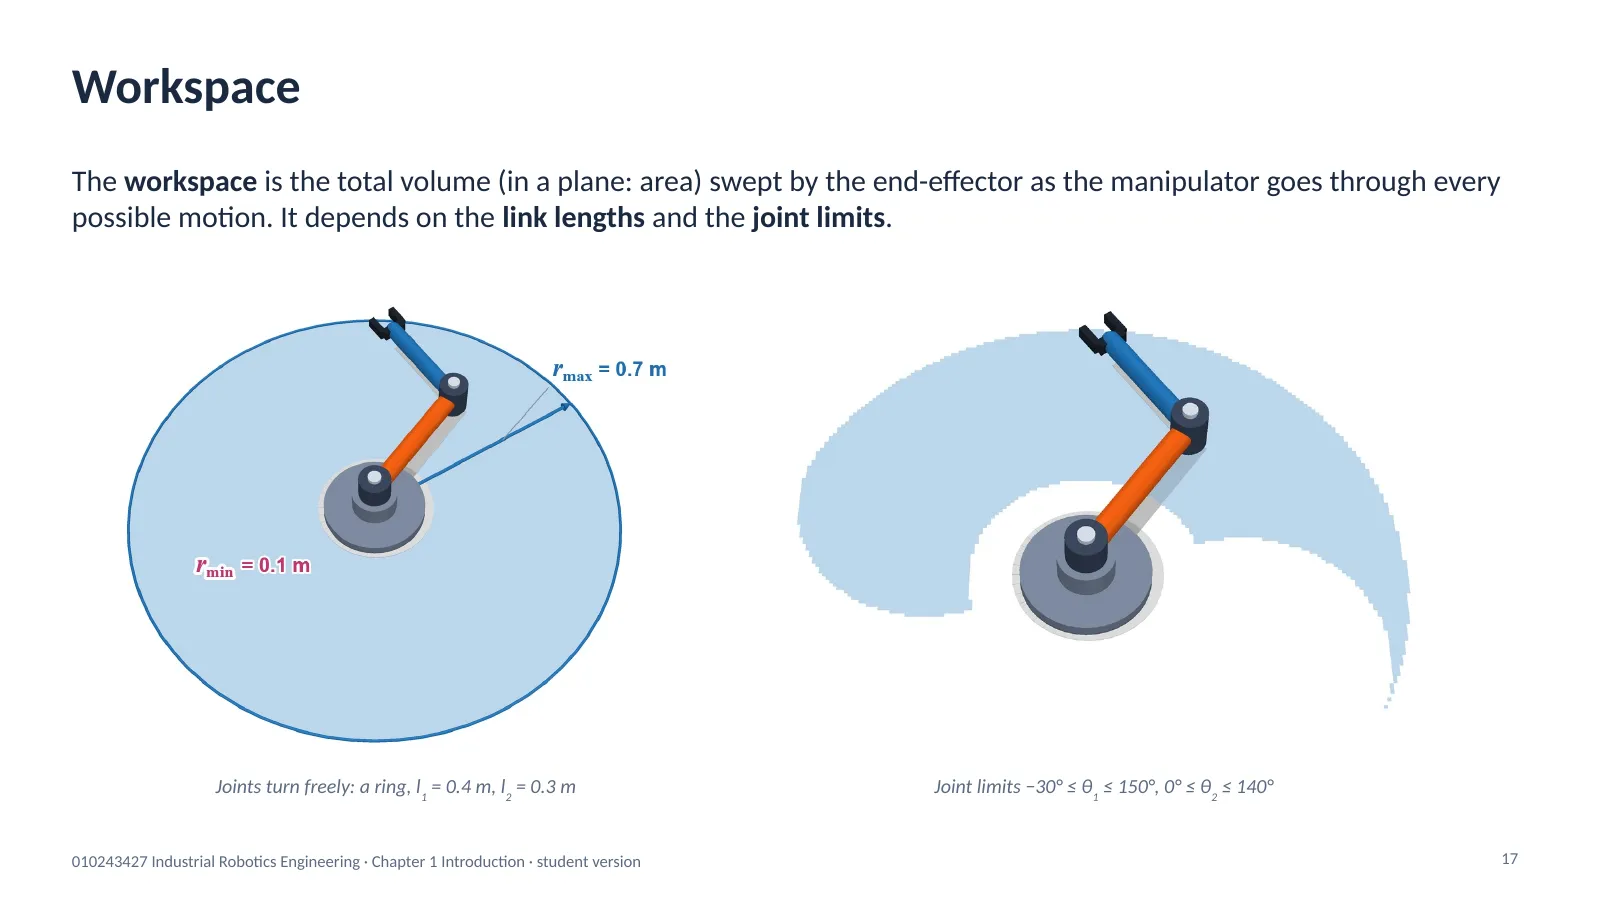 Workspace
The workspace is the total volume (in a plane: area) swept by the end-effector as the manipulator goes through every
possible motion. It depends on the link lengths and the joint limits.
r_max = 0.7 m
r_min = 0.1 m
Joints turn freely: a ring, l₁ = 0.4 m, l₂ = 0.3 m
Joint limits −30° ≤ θ₁ ≤ 150°, 0° ≤ θ₂ ≤ 140°
010243427 Industrial Robotics Engineering · Chapter 1 Introduction · student version
17